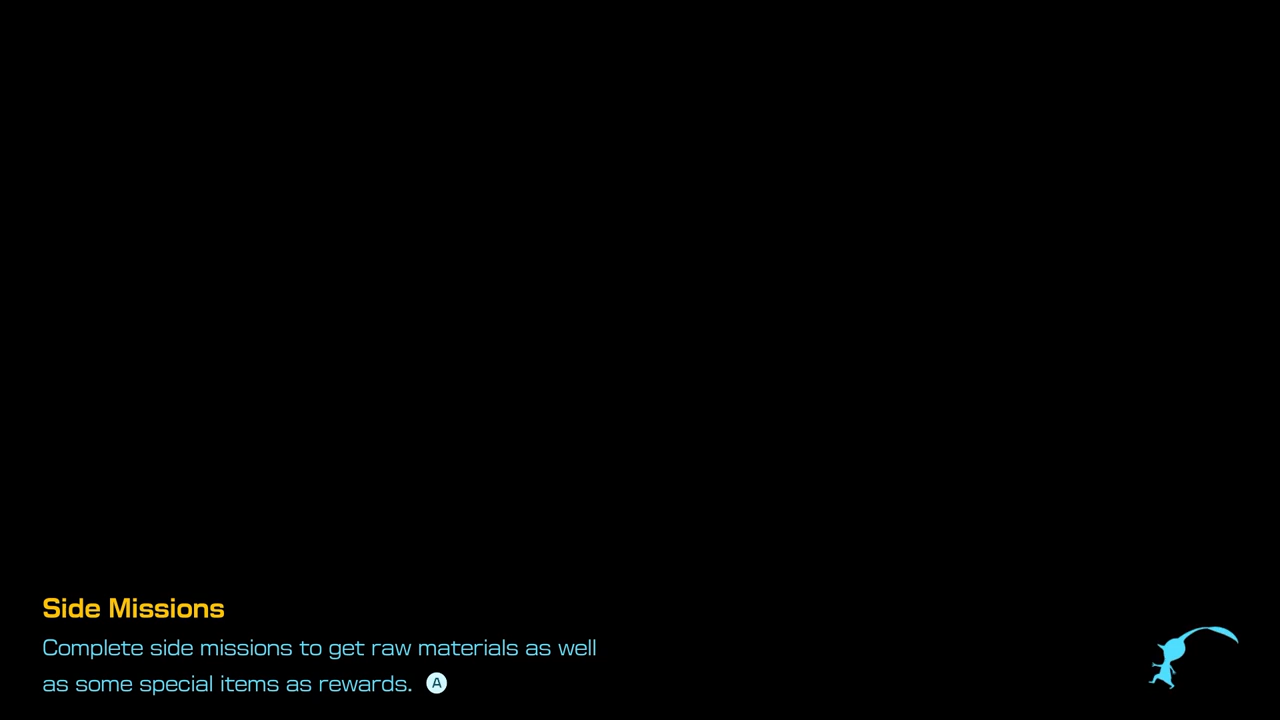 Side Missions
Complete side missions to get raw materials as well
as some special items as rewards. A